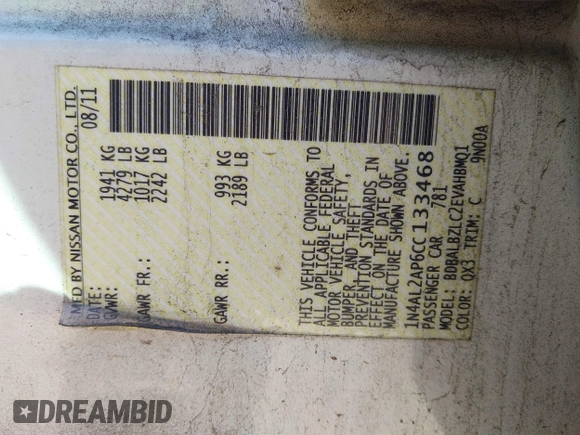 MFD BY NISSAN MOTOR CO., LTD.
DATE: 08/11
GVWR: 1941 KG
4279 LB
GAWR FR.: 1017 KG
2242 LB
GAWR RR.: 993 KG
2189 LB
THIS VEHICLE CONFORMS TO
ALL APPLICABLE FEDERAL
MOTOR VEHICLE SAFETY,
BUMPER, AND THEFT
PREVENTION STANDARDS IN
EFFECT ON THE DATE OF
MANUFACTURE SHOWN ABOVE.
1N4AL2AP6CC133468
PASSENGER CAR 781
MODEL: BDBALBZLC2EVAHBMQ1
COLOR: QX3 TRIM: C 9N00A
DREAMBID